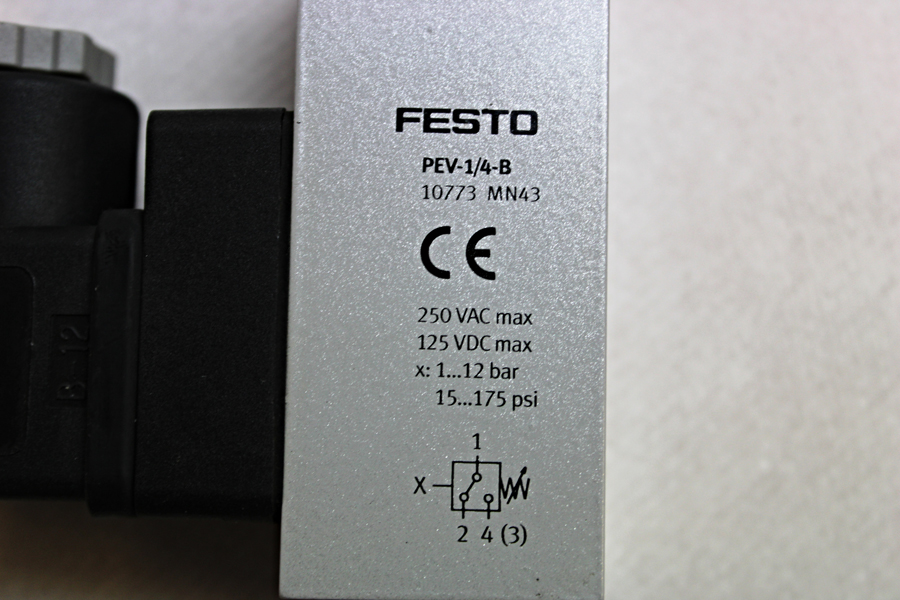 FESTO
PEV-1/4-B
10773 MN43
CE
250 VAC max
125 VDC max
x: 1...12 bar
15...175 psi
1
X
2 4 (3)
B 12